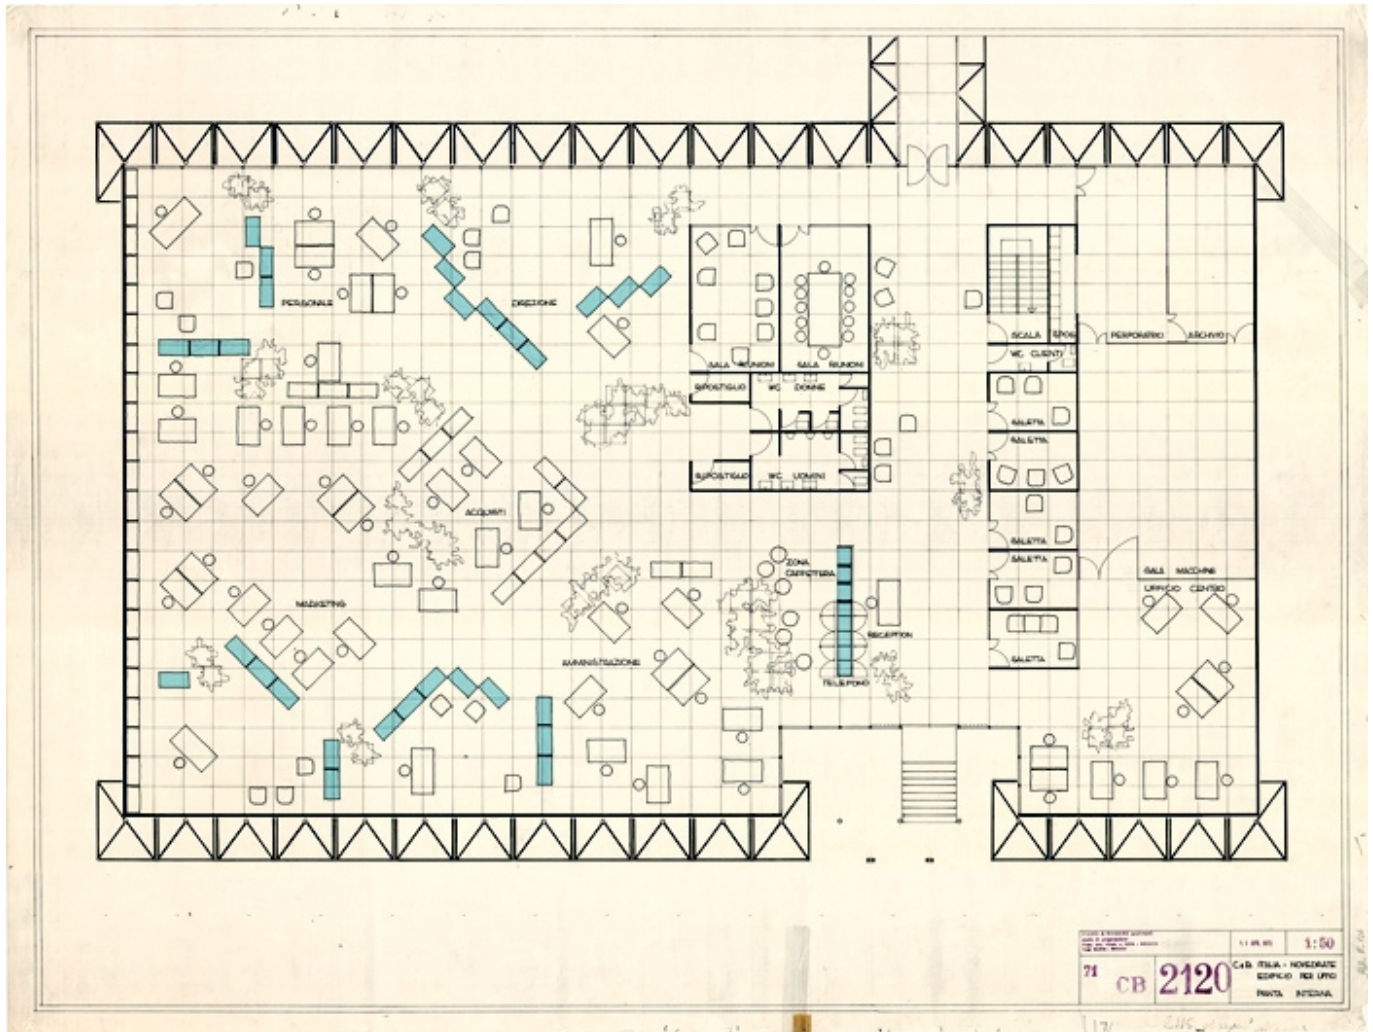 PERSONALE
DIREZIONE
SALA RIUNIONI
SALA RIUNIONI
SCALA
RIPOSTIGLIO
WC DONNE
WC CLIENTI
PERFORATRICI
ARCHIVIO
SALETTA
SALETTA
RIPOSTIGLIO
WC UOMINI
ACQUISTI
SALETTA
ZONA
CAFFETTERIA
SALETTA
SALA MACCHINE
UFFICIO CENTRO
MARKETING
RECEPTION
AMMINISTRAZIONE
SALETTA
TELEFONO
1:50
71
CB
2120
C&B ITALIA - NOVEDRATE
EDIFICIO PER UFFICI
PIANTA INTERNA